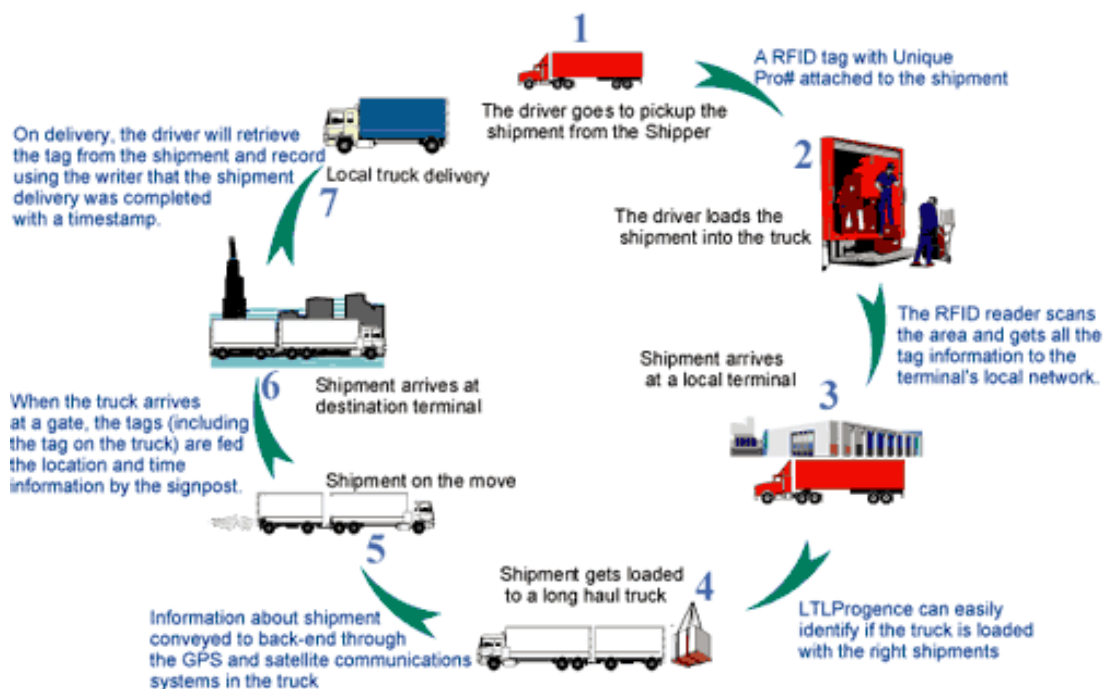 1
The driver goes to pickup the
shipment from the Shipper
A RFID tag with Unique
Pro# attached to the shipment
2
The driver loads the
shipment into the truck
The RFID reader scans
the area and gets all the
tag information to the
terminal's local network.
Shipment arrives
at a local terminal
3
LTLProgence can easily
identify if the truck is loaded
with the right shipments
4
Shipment gets loaded
to a long haul truck
Information about shipment
conveyed to back-end through
the GPS and satellite communications
systems in the truck
5
Shipment on the move
When the truck arrives
at a gate, the tags (including
the tag on the truck) are fed
the location and time
information by the signpost.
6
Shipment arrives at
destination terminal
On delivery, the driver will retrieve
the tag from the shipment and record
using the writer that the shipment
delivery was completed
with a timestamp.
7
Local truck delivery